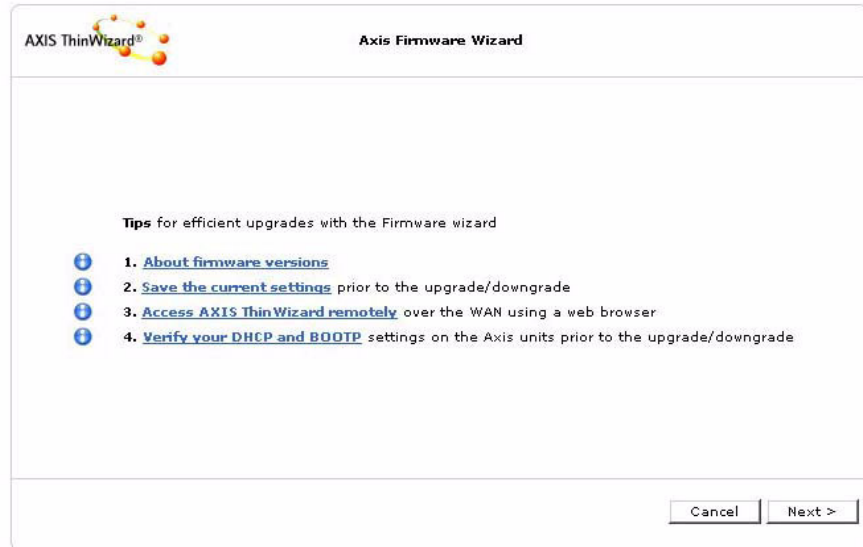 AXIS ThinWizard®
Axis Firmware Wizard
Tips for efficient upgrades with the Firmware wizard
1. About firmware versions
2. Save the current settings prior to the upgrade/downgrade
3. Access AXIS ThinWizard remotely over the WAN using a web browser
4. Verify your DHCP and BOOTP settings on the Axis units prior to the upgrade/downgrade
Cancel
Next >